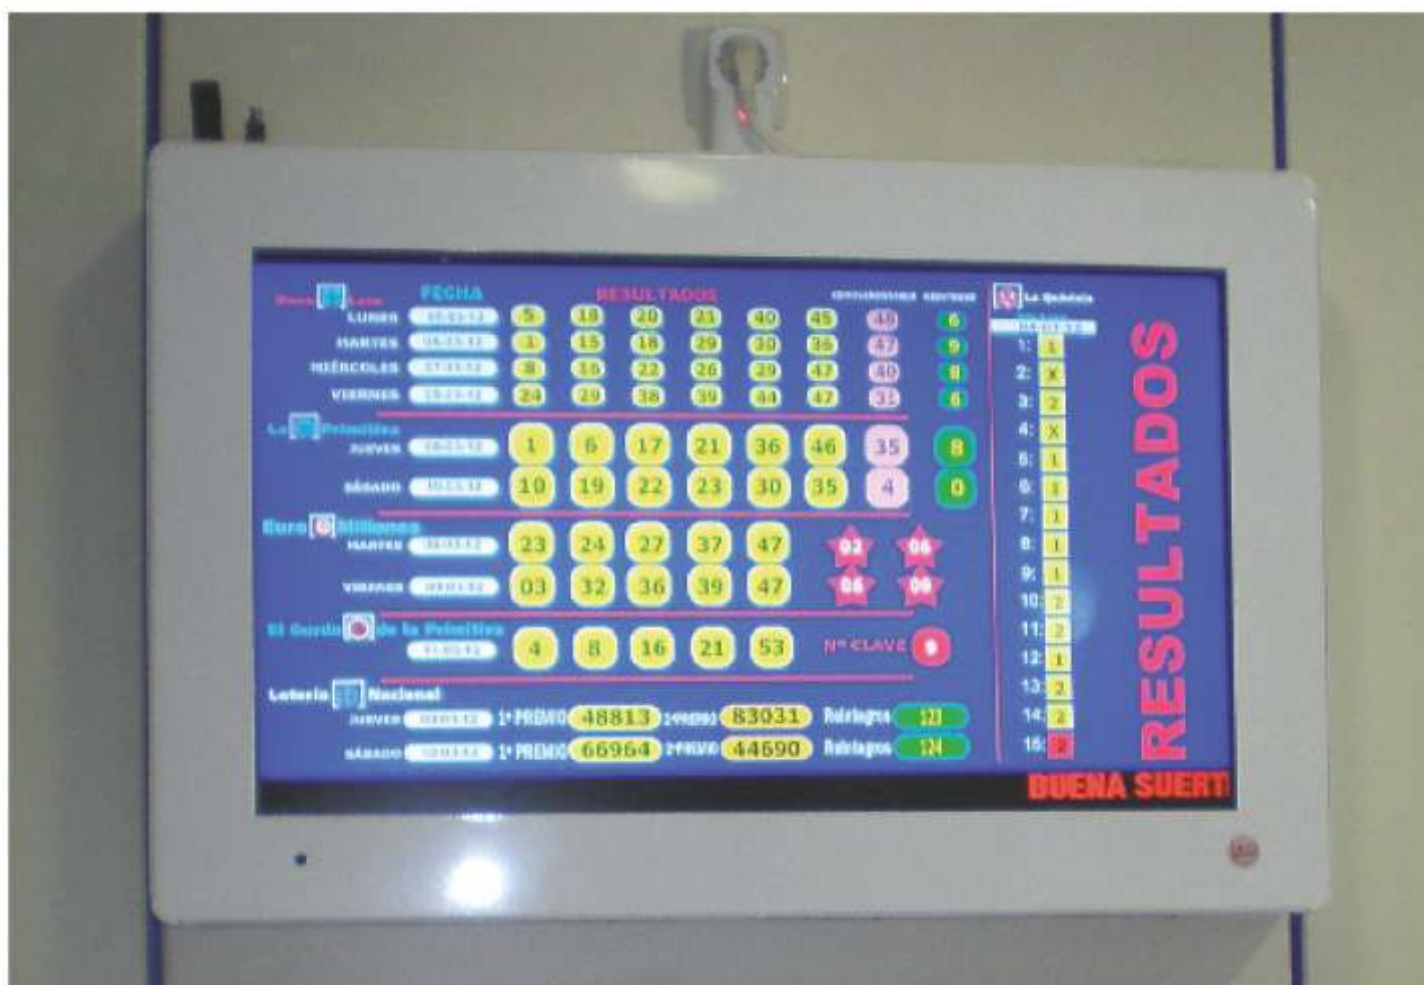 FECHA RESULTADOS
LUNES 5 18 20 21 40 45 48 6
MARTES 1 15 18 29 30 36 47 9
MIÉRCOLES 8 16 22 26 29 47 40 8
VIERNES 24 29 38 39 44 47 31 6
La Primitiva
JUEVES 1 6 17 21 36 46 35 8
SÁBADO 10 19 22 23 30 35 4 0
Euro Millones
MARTES 23 24 27 37 47 02 06
VIERNES 03 32 36 39 47 09
El Gordo de la Primitiva
4 8 16 21 53 Nº CLAVE 9
Lotería Nacional
JUEVES 1º PREMIO 48813 2º PREMIO 83031 Reintegros 123
SÁBADO 1º PREMIO 66964 2º PREMIO 44690 Reintegros 124
La Quiniela
1: 1
2: X
3: 2
4: X
5: 1
6: 1
7: 1
8: 1
9: 1
10: 2
11: 2
12: 1
13: 2
14: 2
15: 2
RESULTADOS
BUENA SUERT